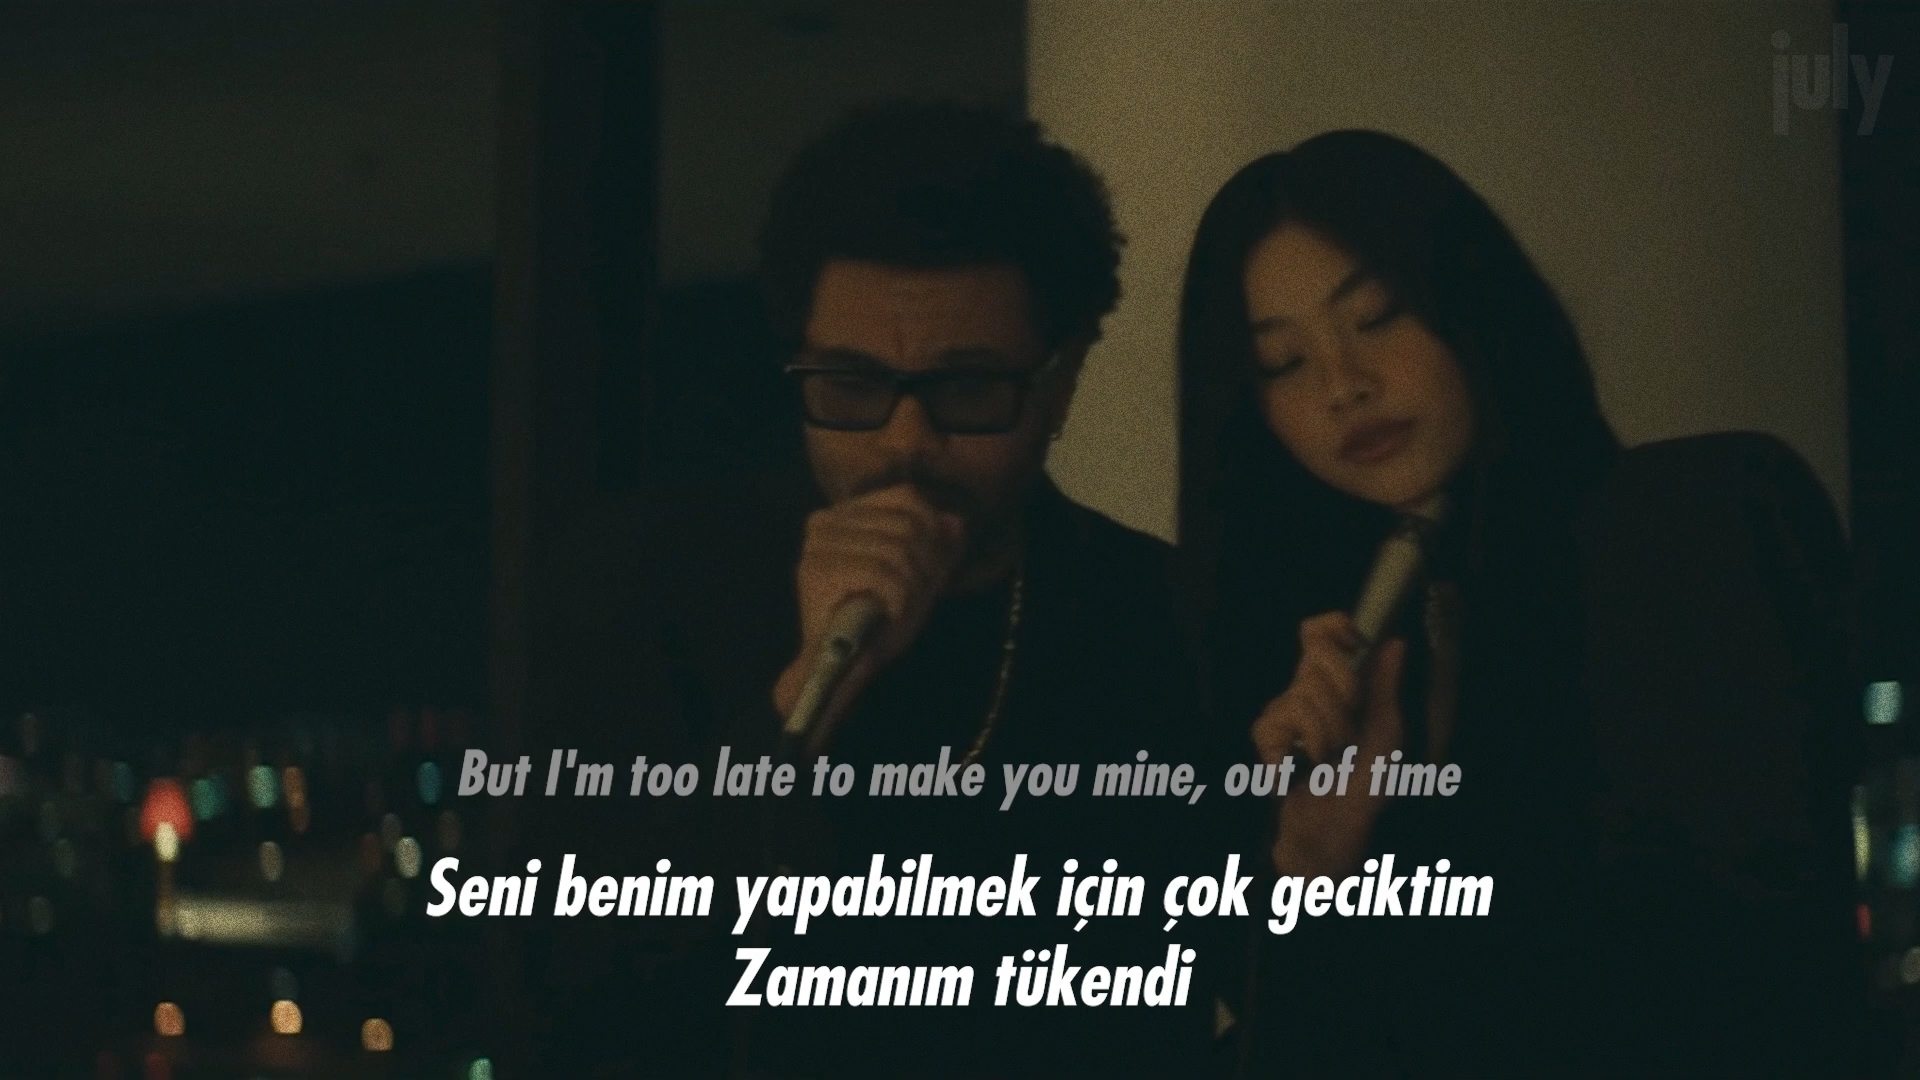 july
But I'm too late to make you mine, out of time
Seni benim yapabilmek için çok geciktim
Zamanım tükendi